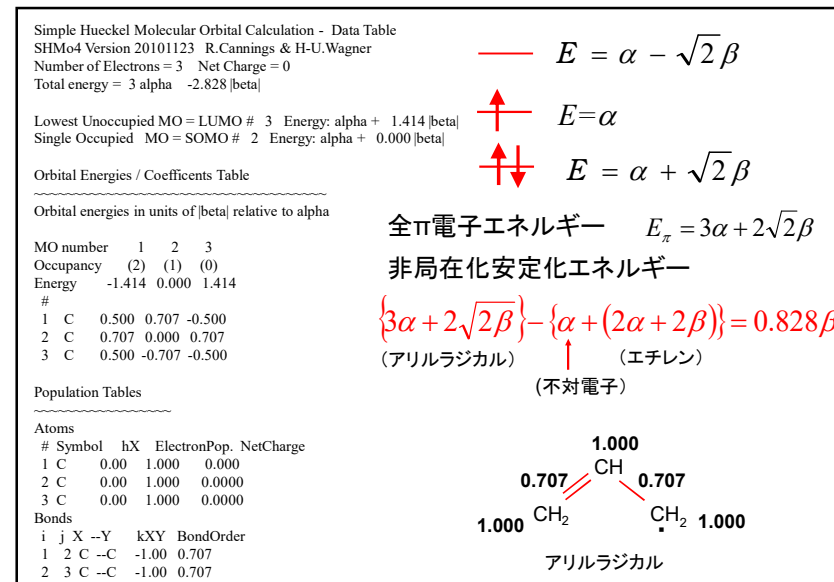 Simple Hueckel Molecular Orbital Calculation - Data Table
SHMo4 Version 20101123 R.Cannings & H-U.Wagner
Number of Electrons = 3 Net Charge = 0
Total energy = 3 alpha -2.828 |beta|
Lowest Unoccupied MO = LUMO # 3 Energy: alpha + 1.414 |beta|
Single Occupied MO = SOMO # 2 Energy: alpha + 0.000 |beta|
Orbital Energies / Coefficents Table
~~~~~~~~~~~~~~~~~~~~~~~~~~~~~~~~~~~~
Orbital energies in units of |beta| relative to alpha
MO number 1 2 3
Occupancy (2) (1) (0)
Energy -1.414 0.000 1.414
#
1 C 0.500 0.707 -0.500
2 C 0.707 0.000 0.707
3 C 0.500 -0.707 -0.500
Population Tables
~~~~~~~~~~~~~~~~~
Atoms
# Symbol hX ElectronPop. NetCharge
1 C 0.00 1.000 0.000
2 C 0.00 1.000 0.0000
3 C 0.00 1.000 0.0000
Bonds
i j X --Y kXY BondOrder
1 2 C --C -1.00 0.707
2 3 C --C -1.00 0.707
E = α − √2β
E=α
E = α + √2β
全π電子エネルギー Eπ = 3α + 2√2β
非局在化安定化エネルギー
{3α + 2√2β}−{α + (2α + 2β)} = 0.828β
(アリルラジカル) (エチレン)
(不対電子)
1.000
0.707 CH 0.707
1.000 CH2 CH2 1.000
アリルラジカル